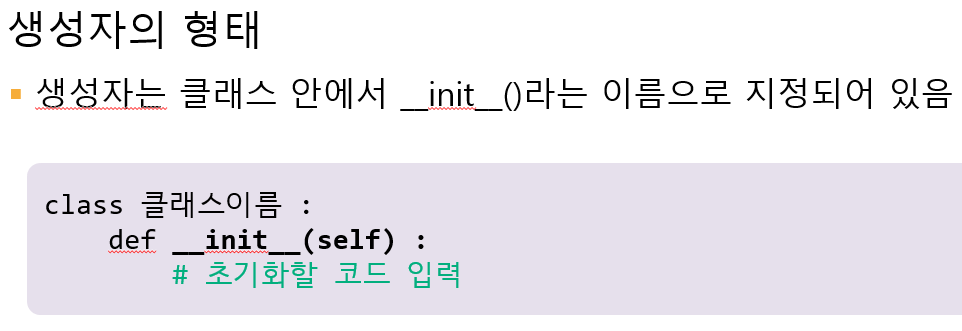 생성자의 형태
▪ 생성자는 클래스 안에서 __init__()라는 이름으로 지정되어 있음
class 클래스이름 :
    def __init__(self) :
        # 초기화할 코드 입력